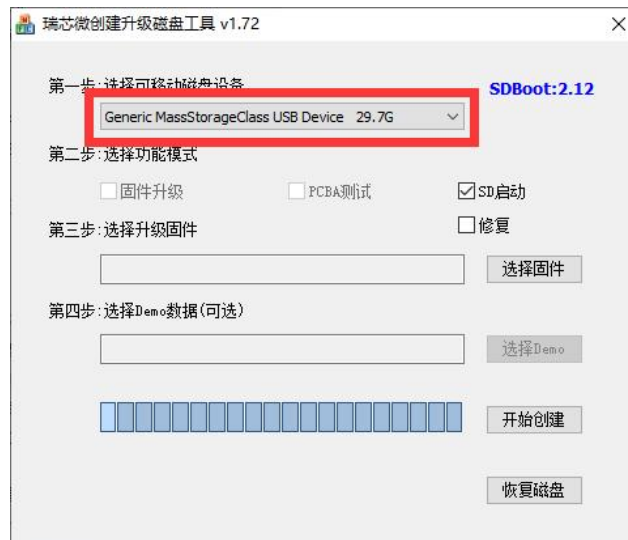 瑞芯微创建升级磁盘工具 v1.72
第一步:选择可移动磁盘设备
SDBoot:2.12
Generic MassStorageClass USB Device 29.7G
第二步:选择功能模式
固件升级
PCBA测试
SD启动
第三步:选择升级固件
修复
选择固件
第四步:选择Demo数据(可选)
选择Demo
开始创建
恢复磁盘